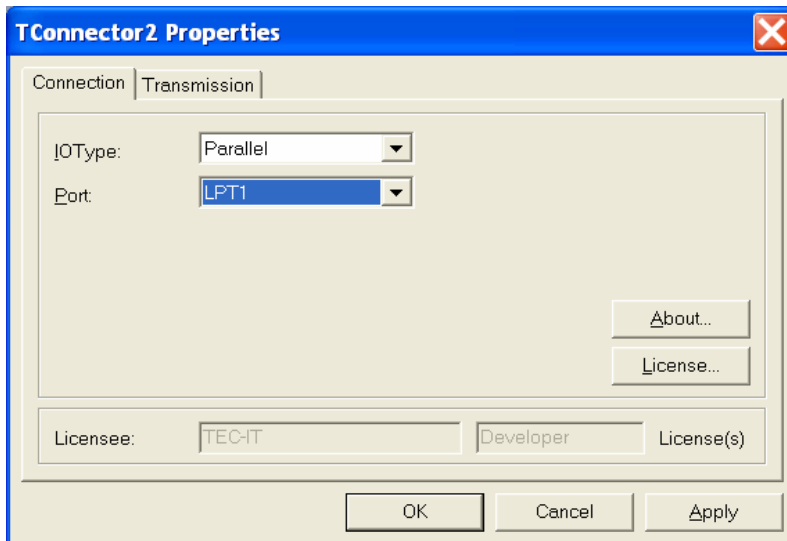 TConnector2 Properties
Connection Transmission
IOType: Parallel
Port: LPT1
About...
License...
Licensee: TEC-IT Developer License(s)
OK Cancel Apply